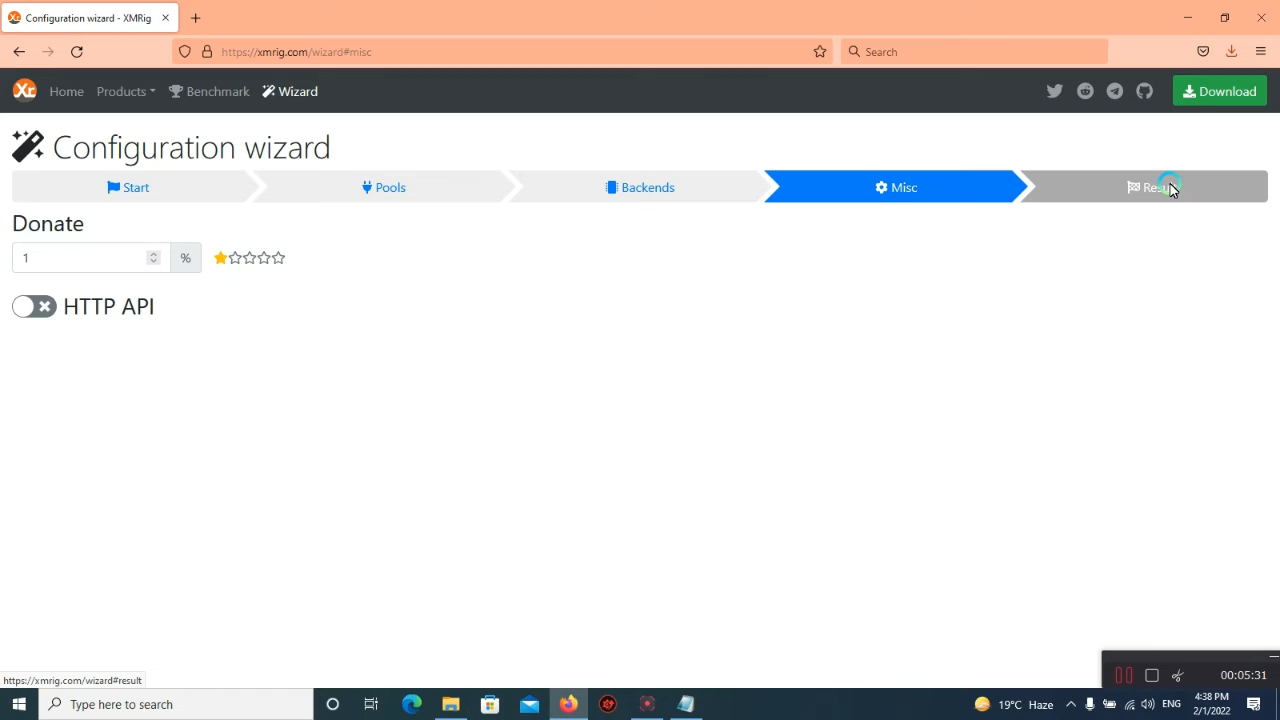 Configuration wizard - XMRig
https://xmrig.com/wizard#misc
Search
Xr
Home
Products
Benchmark
Wizard
Download
Configuration wizard
Start
Pools
Backends
Misc
Donate
1
%
HTTP API
https://xmrig.com/wizard#result
00:05:31
Type here to search
19°C Haze
ENG
4:38 PM
2/1/2022